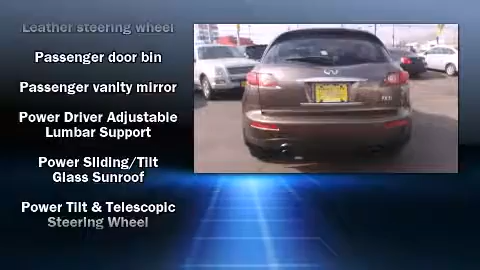 Leather steering wheel
Passenger door bin
Passenger vanity mirror
Power Driver Adjustable
Lumbar Support
Power Sliding/Tilt
Glass Sunroof
Power Tilt & Telescopic
Steering Wheel